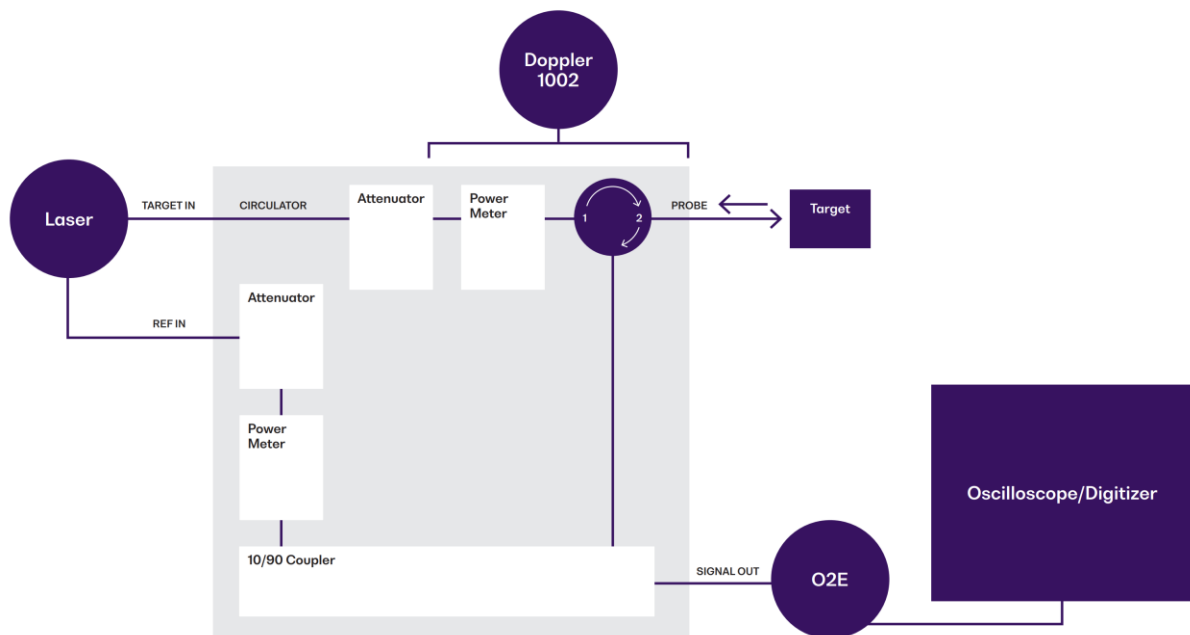 Doppler
1002
Laser
TARGET IN
CIRCULATOR
Attenuator
Power
Meter
1
2
PROBE
Target
Attenuator
REF IN
Power
Meter
Oscilloscope/Digitizer
10/90 Coupler
SIGNAL OUT
O2E